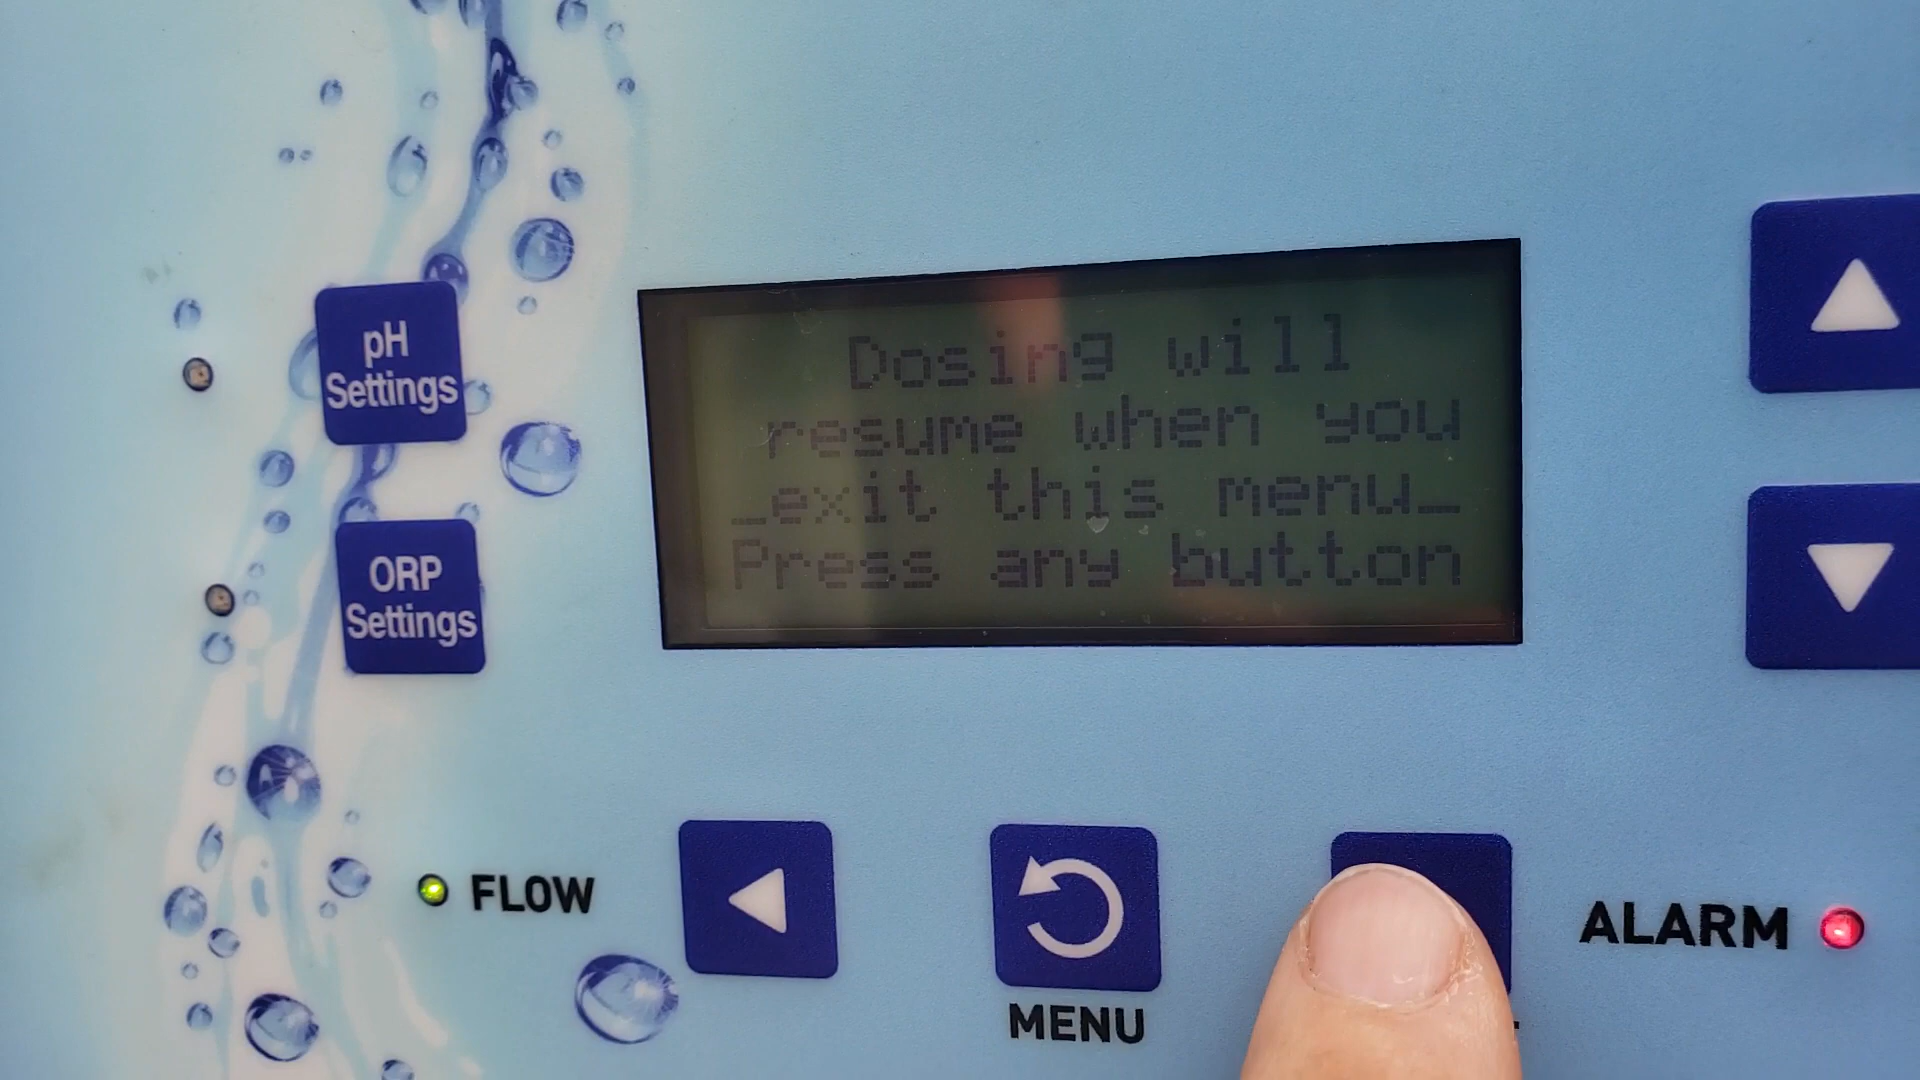 Dosing will
resume when you
_exit this menu_
Press any button
pH
Settings
ORP
Settings
FLOW
MENU
ALARM